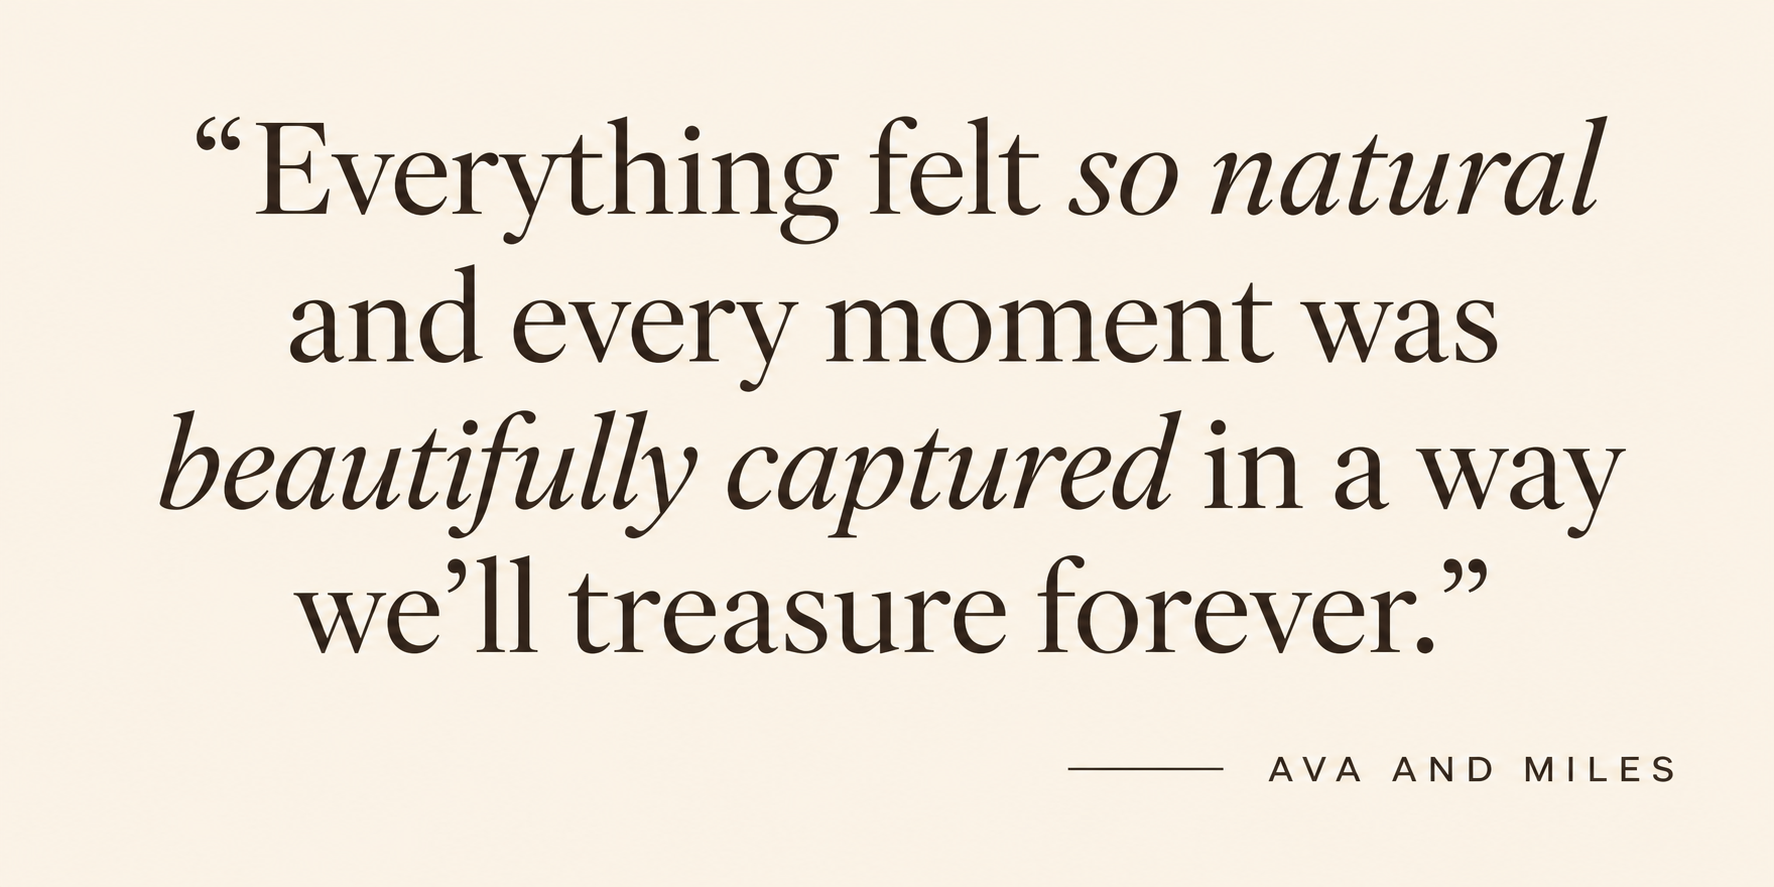 “Everything felt so natural
and every moment was
beautifully captured in a way
we’ll treasure forever.”
AVA AND MILES